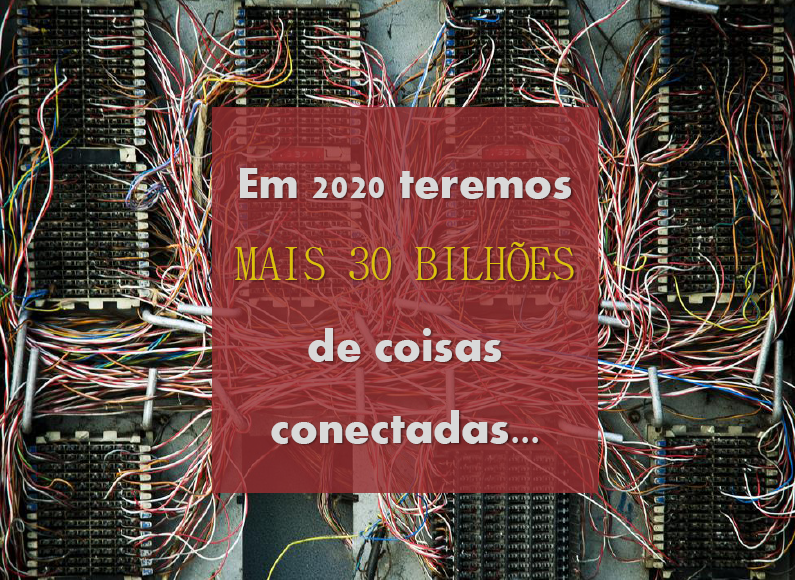 Em 2020 teremos
MAIS 30 BILHÕES
de coisas
conectadas...